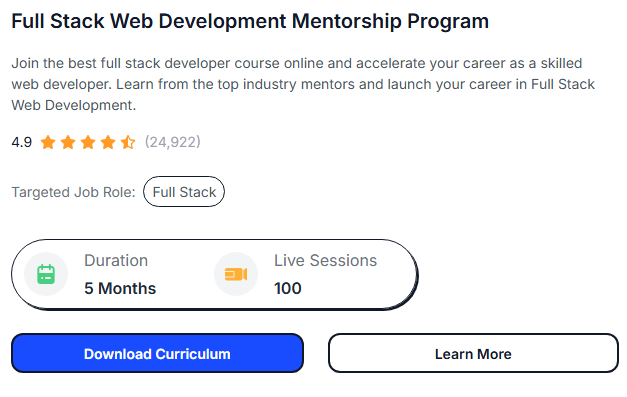 Full Stack Web Development Mentorship Program
Join the best full stack developer course online and accelerate your career as a skilled
web developer. Learn from the top industry mentors and launch your career in Full Stack
Web Development.
4.9 (24,922)
Targeted Job Role: Full Stack
Duration Live Sessions
5 Months 100
Download Curriculum Learn More